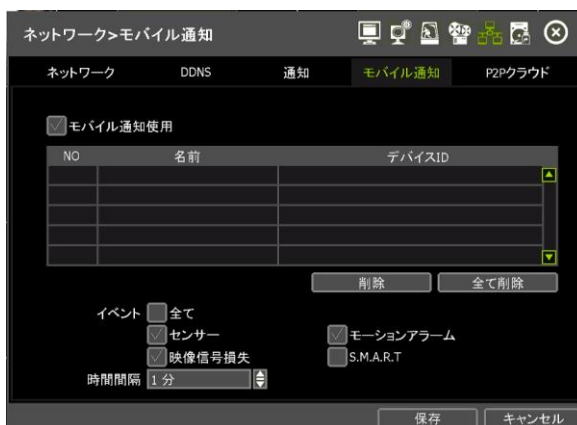 ネットワーク>モバイル通知
ネットワーク DDNS 通知 モバイル通知 P2Pクラウド
モバイル通知使用
NO 名前 デバイスID
削除 全て削除
イベント 全て
センサー モーションアラーム
映像信号損失 S.M.A.R.T
時間間隔 1 分
保存 キャンセル